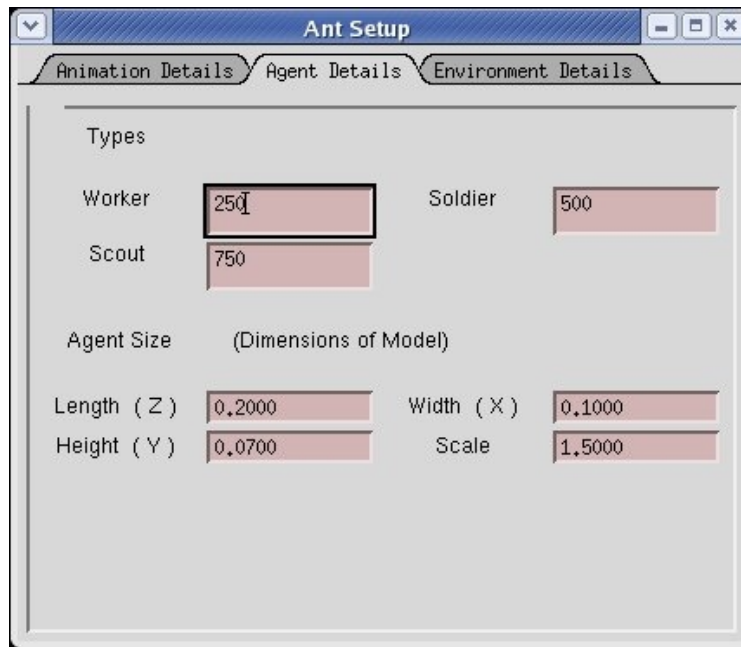 Ant Setup
Animation Details Agent Details Environment Details
Types
Worker 250 Soldier 500
Scout 750
Agent Size (Dimensions of Model)
Length ( Z ) 0.2000 Width ( X ) 0.1000
Height ( Y ) 0.0700 Scale 1.5000